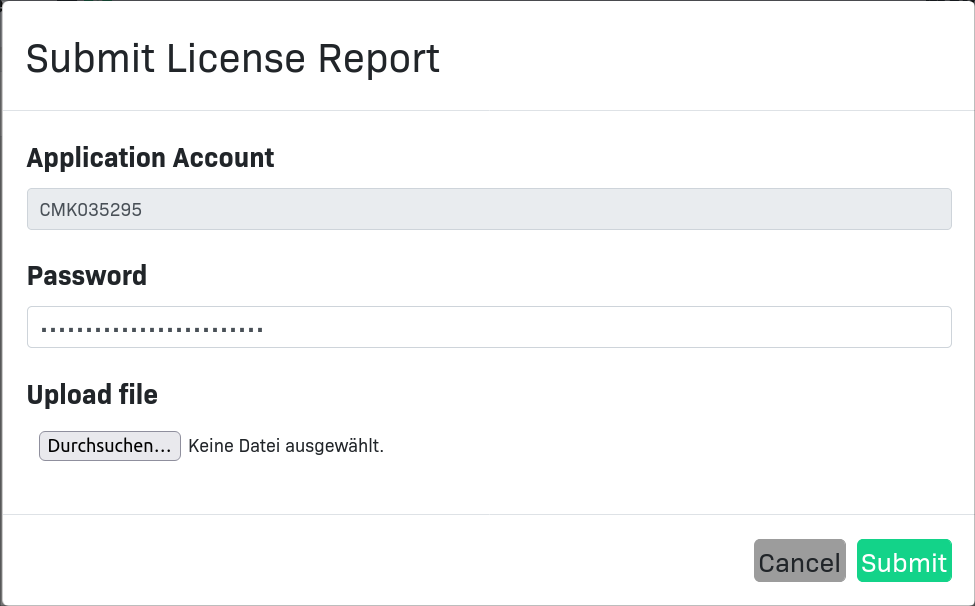 Submit License Report
Application Account
CMK035295
Password
•••••••••••••••••••••••••
Upload file
Durchsuchen… Keine Datei ausgewählt.
Cancel Submit